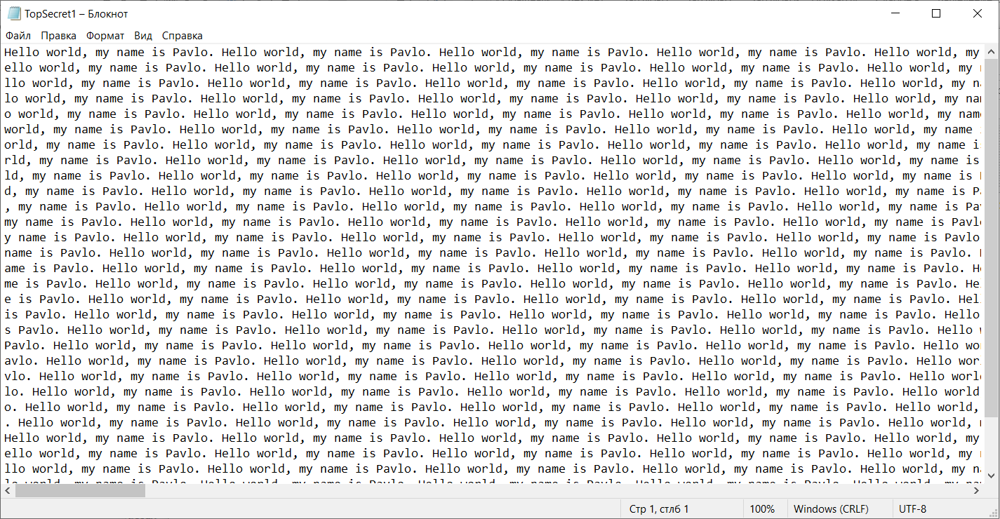 TopSecret1 – Блокнот
Файл Правка Формат Вид Справка
Hello world, my name is Pavlo. Hello world, my name is Pavlo. Hello world, my name is Pavlo. Hello world, my name is Pavlo. Hello world, my
ello world, my name is Pavlo. Hello world, my name is Pavlo. Hello world, my name is Pavlo. Hello world, my name is Pavlo. Hello world, my
llo world, my name is Pavlo. Hello world, my name is Pavlo. Hello world, my name is Pavlo. Hello world, my name is Pavlo. Hello world, my n
lo world, my name is Pavlo. Hello world, my name is Pavlo. Hello world, my name is Pavlo. Hello world, my name is Pavlo. Hello world, my na
o world, my name is Pavlo. Hello world, my name is Pavlo. Hello world, my name is Pavlo. Hello world, my name is Pavlo. Hello world, my nam
world, my name is Pavlo. Hello world, my name is Pavlo. Hello world, my name is Pavlo. Hello world, my name is Pavlo. Hello world, my name
orld, my name is Pavlo. Hello world, my name is Pavlo. Hello world, my name is Pavlo. Hello world, my name is Pavlo. Hello world, my name i
rld, my name is Pavlo. Hello world, my name is Pavlo. Hello world, my name is Pavlo. Hello world, my name is Pavlo. Hello world, my name is
ld, my name is Pavlo. Hello world, my name is Pavlo. Hello world, my name is Pavlo. Hello world, my name is Pavlo. Hello world, my name is
d, my name is Pavlo. Hello world, my name is Pavlo. Hello world, my name is Pavlo. Hello world, my name is Pavlo. Hello world, my name is P
, my name is Pavlo. Hello world, my name is Pavlo. Hello world, my name is Pavlo. Hello world, my name is Pavlo. Hello world, my name is Pa
my name is Pavlo. Hello world, my name is Pavlo. Hello world, my name is Pavlo. Hello world, my name is Pavlo. Hello world, my name is Pavl
y name is Pavlo. Hello world, my name is Pavlo. Hello world, my name is Pavlo. Hello world, my name is Pavlo. Hello world, my name is Pavlo
name is Pavlo. Hello world, my name is Pavlo. Hello world, my name is Pavlo. Hello world, my name is Pavlo. Hello world, my name is Pavlo.
ame is Pavlo. Hello world, my name is Pavlo. Hello world, my name is Pavlo. Hello world, my name is Pavlo. Hello world, my name is Pavlo. H
me is Pavlo. Hello world, my name is Pavlo. Hello world, my name is Pavlo. Hello world, my name is Pavlo. Hello world, my name is Pavlo. He
e is Pavlo. Hello world, my name is Pavlo. Hello world, my name is Pavlo. Hello world, my name is Pavlo. Hello world, my name is Pavlo. Hel
is Pavlo. Hello world, my name is Pavlo. Hello world, my name is Pavlo. Hello world, my name is Pavlo. Hello world, my name is Pavlo. Hello
s Pavlo. Hello world, my name is Pavlo. Hello world, my name is Pavlo. Hello world, my name is Pavlo. Hello world, my name is Pavlo. Hello
Pavlo. Hello world, my name is Pavlo. Hello world, my name is Pavlo. Hello world, my name is Pavlo. Hello world, my name is Pavlo. Hello wo
avlo. Hello world, my name is Pavlo. Hello world, my name is Pavlo. Hello world, my name is Pavlo. Hello world, my name is Pavlo. Hello wor
vlo. Hello world, my name is Pavlo. Hello world, my name is Pavlo. Hello world, my name is Pavlo. Hello world, my name is Pavlo. Hello worl
lo. Hello world, my name is Pavlo. Hello world, my name is Pavlo. Hello world, my name is Pavlo. Hello world, my name is Pavlo. Hello world
o. Hello world, my name is Pavlo. Hello world, my name is Pavlo. Hello world, my name is Pavlo. Hello world, my name is Pavlo. Hello world,
. Hello world, my name is Pavlo. Hello world, my name is Pavlo. Hello world, my name is Pavlo. Hello world, my name is Pavlo. Hello world,
Hello world, my name is Pavlo. Hello world, my name is Pavlo. Hello world, my name is Pavlo. Hello world, my name is Pavlo. Hello world, my
ello world, my name is Pavlo. Hello world, my name is Pavlo. Hello world, my name is Pavlo. Hello world, my name is Pavlo. Hello world, my
llo world, my name is Pavlo. Hello world, my name is Pavlo. Hello world, my name is Pavlo. Hello world, my name is Pavlo. Hello world, my n
Стр 1, стлб 1 100% Windows (CRLF) UTF-8